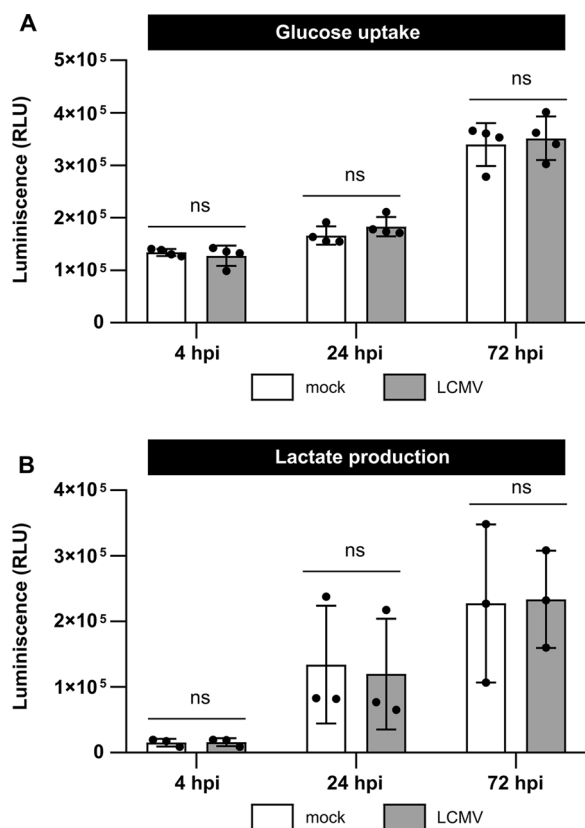 A
Glucose uptake
Luminiscence (RLU)
5×10⁵
4×10⁵
3×10⁵
2×10⁵
1×10⁵
0
ns
ns
ns
4 hpi
24 hpi
72 hpi
mock
LCMV
B
Lactate production
Luminiscence (RLU)
4×10⁵
3×10⁵
2×10⁵
1×10⁵
0
ns
ns
ns
4 hpi
24 hpi
72 hpi
mock
LCMV